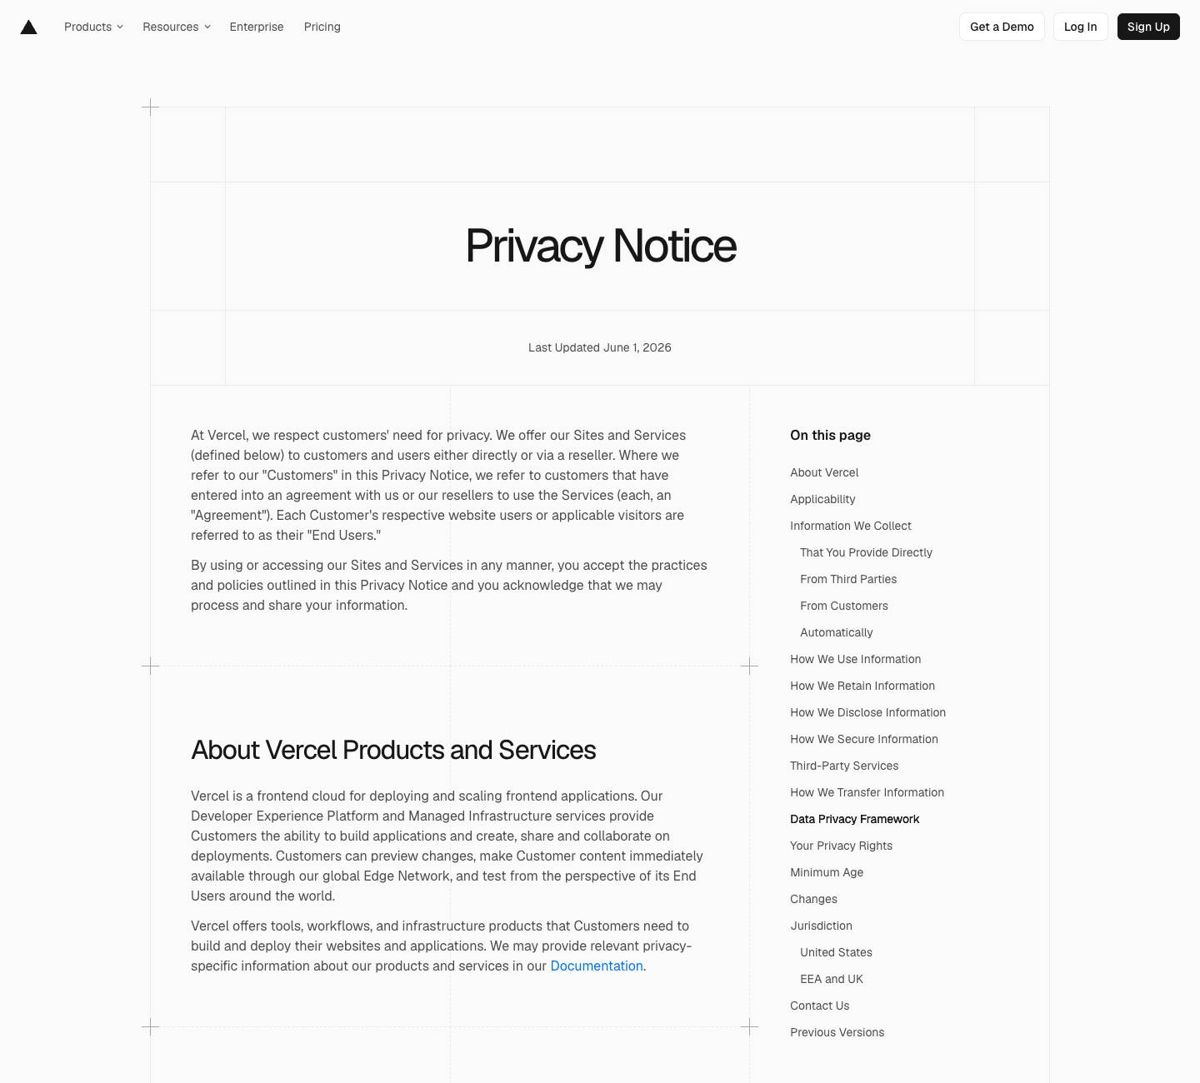 Products
Resources
Enterprise
Pricing
Get a Demo
Log In
Sign Up
Privacy Notice
Last Updated June 1, 2026
At Vercel, we respect customers' need for privacy. We offer our Sites and Services
(defined below) to customers and users either directly or via a reseller. Where we
refer to our "Customers" in this Privacy Notice, we refer to customers that have
entered into an agreement with us or our resellers to use the Services (each, an
"Agreement"). Each Customer's respective website users or applicable visitors are
referred to as their "End Users."
By using or accessing our Sites and Services in any manner, you accept the practices
and policies outlined in this Privacy Notice and you acknowledge that we may
process and share your information.
About Vercel Products and Services
Vercel is a frontend cloud for deploying and scaling frontend applications. Our
Developer Experience Platform and Managed Infrastructure services provide
Customers the ability to build applications and create, share and collaborate on
deployments. Customers can preview changes, make Customer content immediately
available through our global Edge Network, and test from the perspective of its End
Users around the world.
Vercel offers tools, workflows, and infrastructure products that Customers need to
build and deploy their websites and applications. We may provide relevant privacy-
specific information about our products and services in our Documentation.
On this page
About Vercel
Applicability
Information We Collect
That You Provide Directly
From Third Parties
From Customers
Automatically
How We Use Information
How We Retain Information
How We Disclose Information
How We Secure Information
Third-Party Services
How We Transfer Information
Data Privacy Framework
Your Privacy Rights
Minimum Age
Changes
Jurisdiction
United States
EEA and UK
Contact Us
Previous Versions